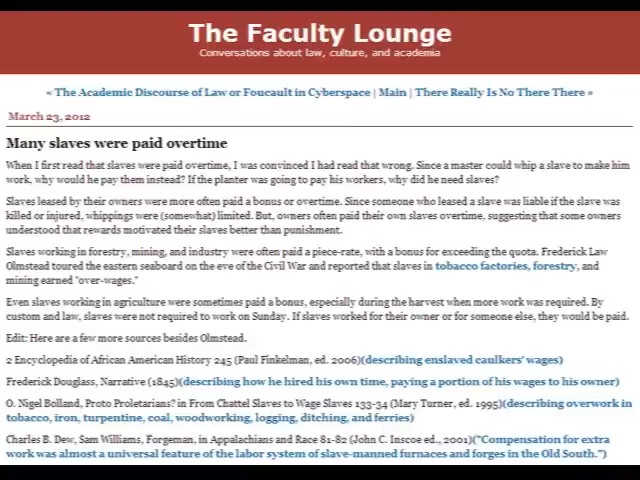 The Faculty Lounge
Conversations about law, culture, and academia
« The Academic Discourse of Law or Foucault in Cyberspace | Main | There Really Is No There There »
March 23, 2012
Many slaves were paid overtime
When I first read that slaves were paid overtime, I was convinced I had read that wrong. Since a master could whip a slave to make him
work, why would he pay them instead? If the planter was going to pay his workers, why did he need slaves?
Slaves leased by their owners were more often paid a bonus or overtime. Since someone who leased a slave was liable if the slave was
killed or injured, whippings were (somewhat) limited. But, owners often paid their own slaves overtime, suggesting that some owners
understood that rewards motivated their slaves better than punishment.
Slaves working in forestry, mining, and industry were often paid a piece-rate, with a bonus for exceeding the quota. Frederick Law
Olmstead toured the eastern seaboard on the eve of the Civil War and reported that slaves in tobacco factories, forestry, and
mining earned "over-wages."
Even slaves working in agriculture were sometimes paid a bonus, especially during the harvest when more work was required. By
custom and law, slaves were not required to work on Sunday. If slaves worked for their owner or for someone else, they would be paid.
Edit: Here are a few more sources besides Olmstead.
2 Encyclopedia of African American History 245 (Paul Finkelman, ed. 2006)(describing enslaved caulkers' wages)
Frederick Douglass, Narrative (1845)(describing how he hired his own time, paying a portion of his wages to his owner)
O. Nigel Bolland, Proto Proletarians? in From Chattel Slaves to Wage Slaves 133-34 (Mary Turner, ed. 1995)(describing overwork in
tobacco, iron, turpentine, coal, woodworking, logging, ditching, and ferries)
Charles B. Dew, Sam Williams, Forgeman, in Appalachians and Race 81-82 (John C. Inscoe ed., 2001)("Compensation for extra
work was almost a universal feature of the labor system of slave-manned furnaces and forges in the Old South.")